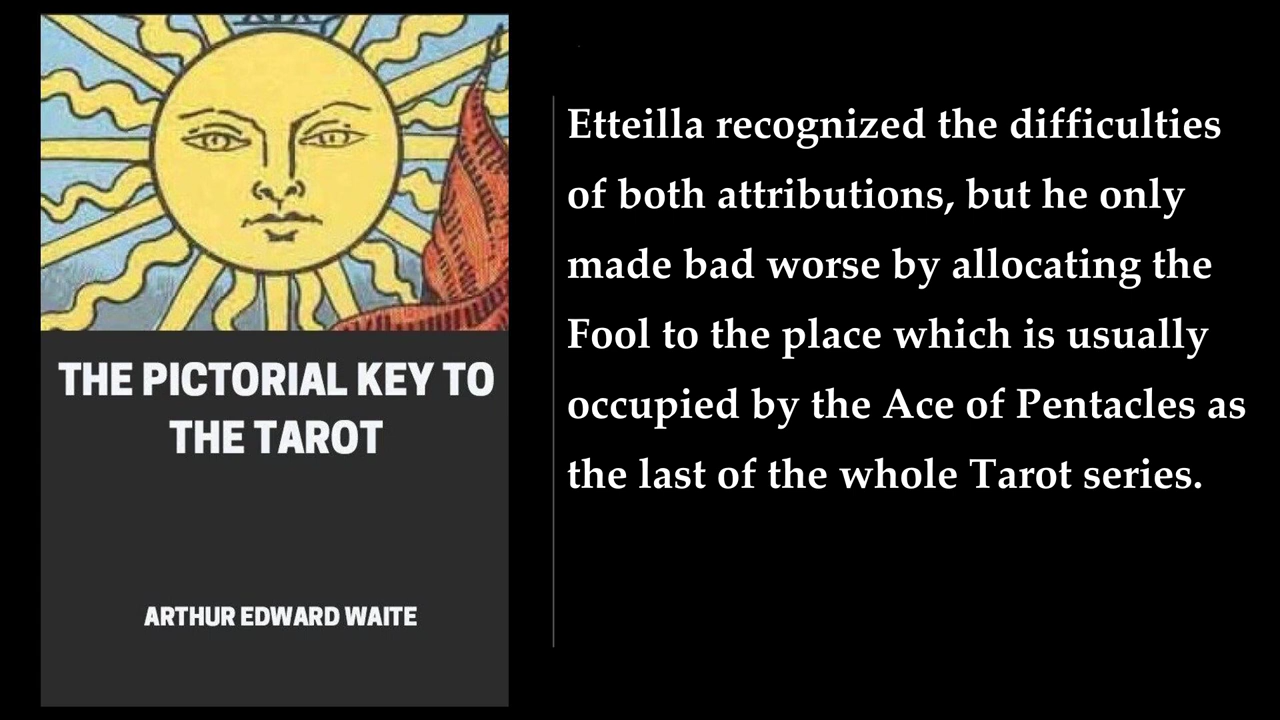 XIX
THE PICTORIAL KEY TO
THE TAROT
ARTHUR EDWARD WAITE
Etteilla recognized the difficulties
of both attributions, but he only
made bad worse by allocating the
Fool to the place which is usually
occupied by the Ace of Pentacles as
the last of the whole Tarot series.